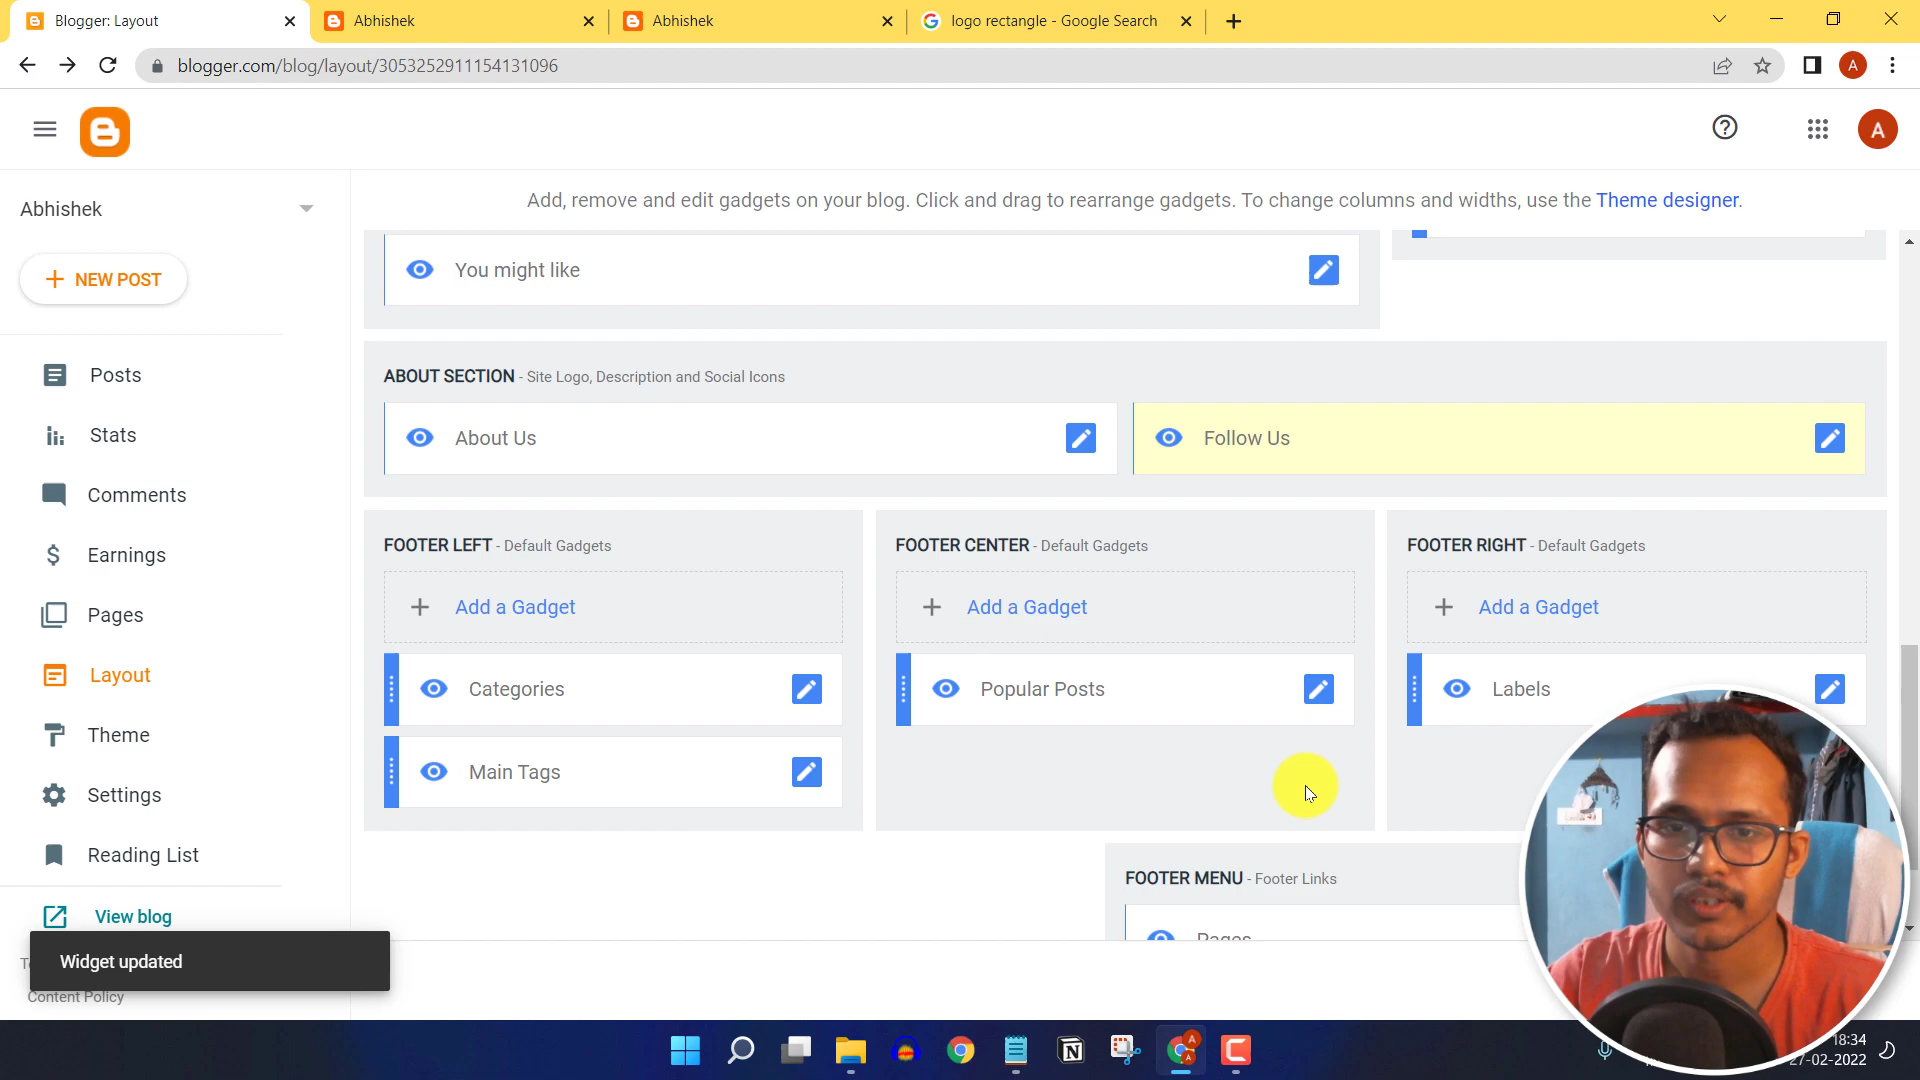 Blogger: Layout
Abhishek
Abhishek
logo rectangle - Google Search
blogger.com/blog/layout/3053252911154131096
A
A
Abhishek
Add, remove and edit gadgets on your blog. Click and drag to rearrange gadgets. To change columns and widths, use the Theme designer.
+ NEW POST
You might like
Posts
ABOUT SECTION - Site Logo, Description and Social Icons
Stats
About Us
Follow Us
Comments
Earnings
FOOTER LEFT - Default Gadgets
FOOTER CENTER - Default Gadgets
FOOTER RIGHT - Default Gadgets
Pages
Add a Gadget
Add a Gadget
Add a Gadget
Layout
Categories
Popular Posts
Labels
Theme
Main Tags
Settings
Reading List
FOOTER MENU - Footer Links
View blog
Pages
Widget updated
Content Policy
18:34
27-02-2022